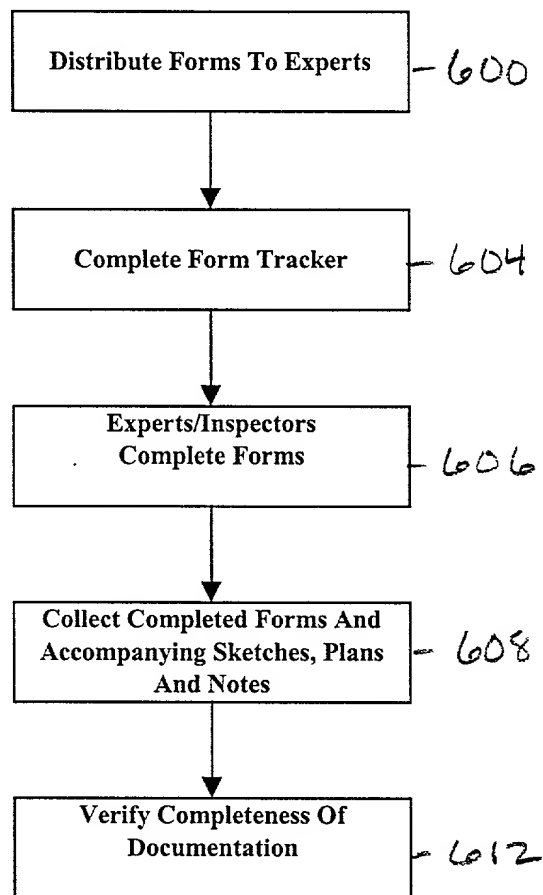 Distribute Forms To Experts - 600
Complete Form Tracker - 604
Experts/Inspectors
Complete Forms - 606
Collect Completed Forms And
Accompanying Sketches, Plans - 608
And Notes
Verify Completeness Of
Documentation - 612